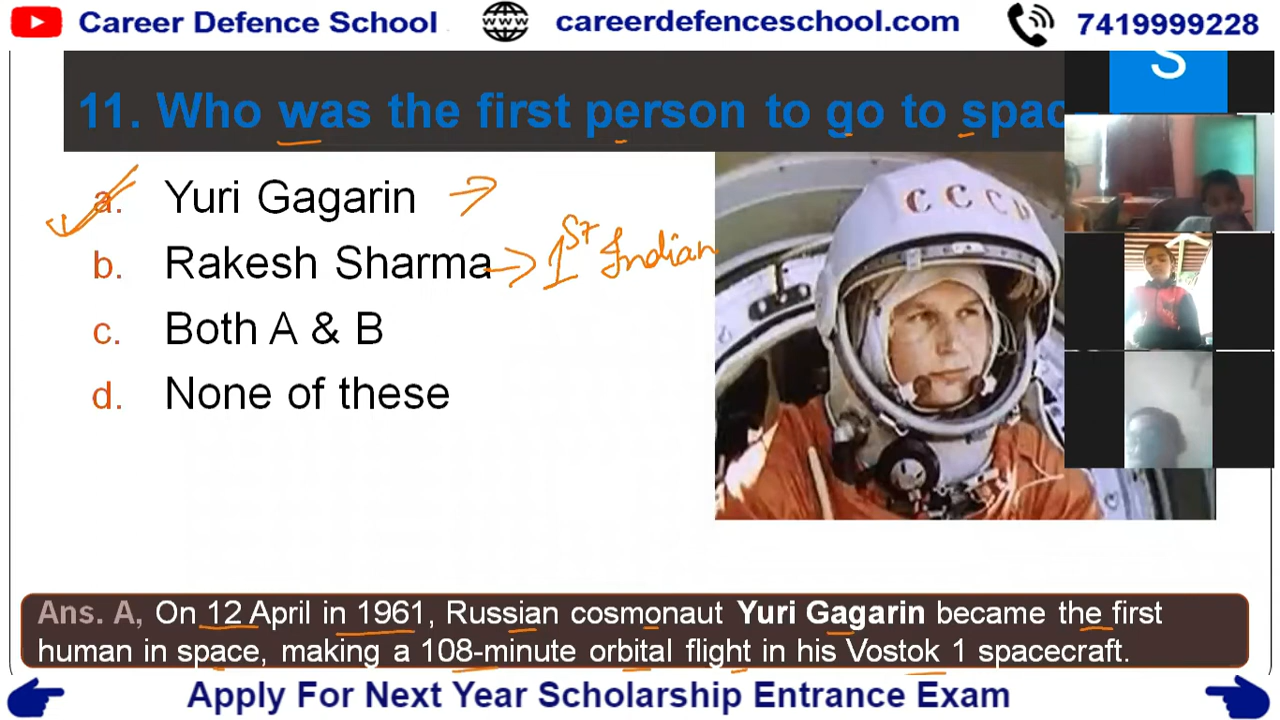 Career Defence School
careerdefenceschool.com
7419999228
11. Who was the first person to go to spac
S
a. Yuri Gagarin
b. Rakesh Sharma → 1st Indian
c. Both A & B
d. None of these
CCCP
Ans. A, On 12 April in 1961, Russian cosmonaut Yuri Gagarin became the first
human in space, making a 108-minute orbital flight in his Vostok 1 spacecraft.
Apply For Next Year Scholarship Entrance Exam